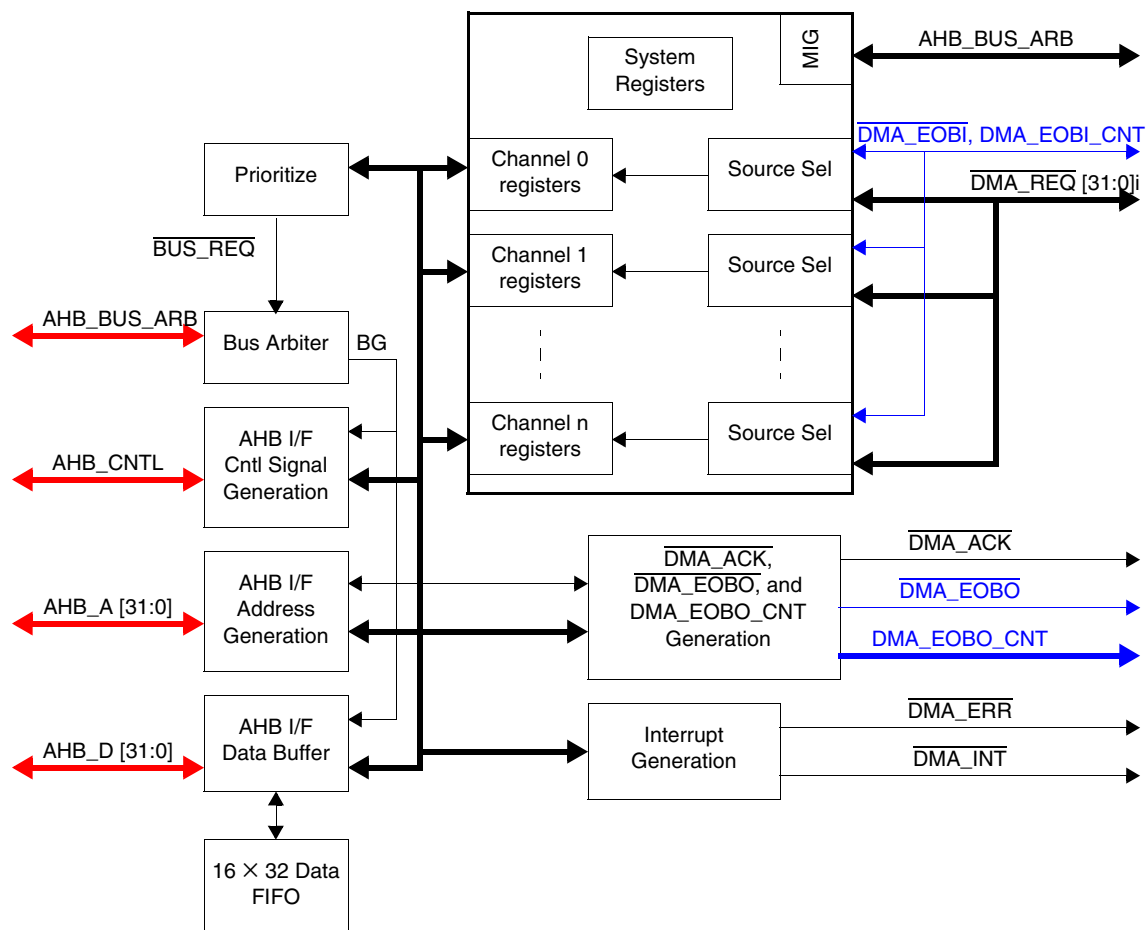 MIG
AHB_BUS_ARB
System
Registers
DMA_EOBI, DMA_EOBI_CNT
Prioritize
Channel 0
registers
Source Sel
DMA_REQ [31:0]i
BUS_REQ
Channel 1
registers
Source Sel
AHB_BUS_ARB
Bus Arbiter
BG
AHB I/F
Cntl Signal
Generation
AHB_CNTL
Channel n
registers
Source Sel
AHB I/F
Address
Generation
AHB_A [31:0]
DMA_ACK,
DMA_EOBO, and
DMA_EOBO_CNT
Generation
DMA_ACK
DMA_EOBO
DMA_EOBO_CNT
AHB I/F
Data Buffer
AHB_D [31:0]
Interrupt
Generation
DMA_ERR
DMA_INT
16 × 32 Data
FIFO